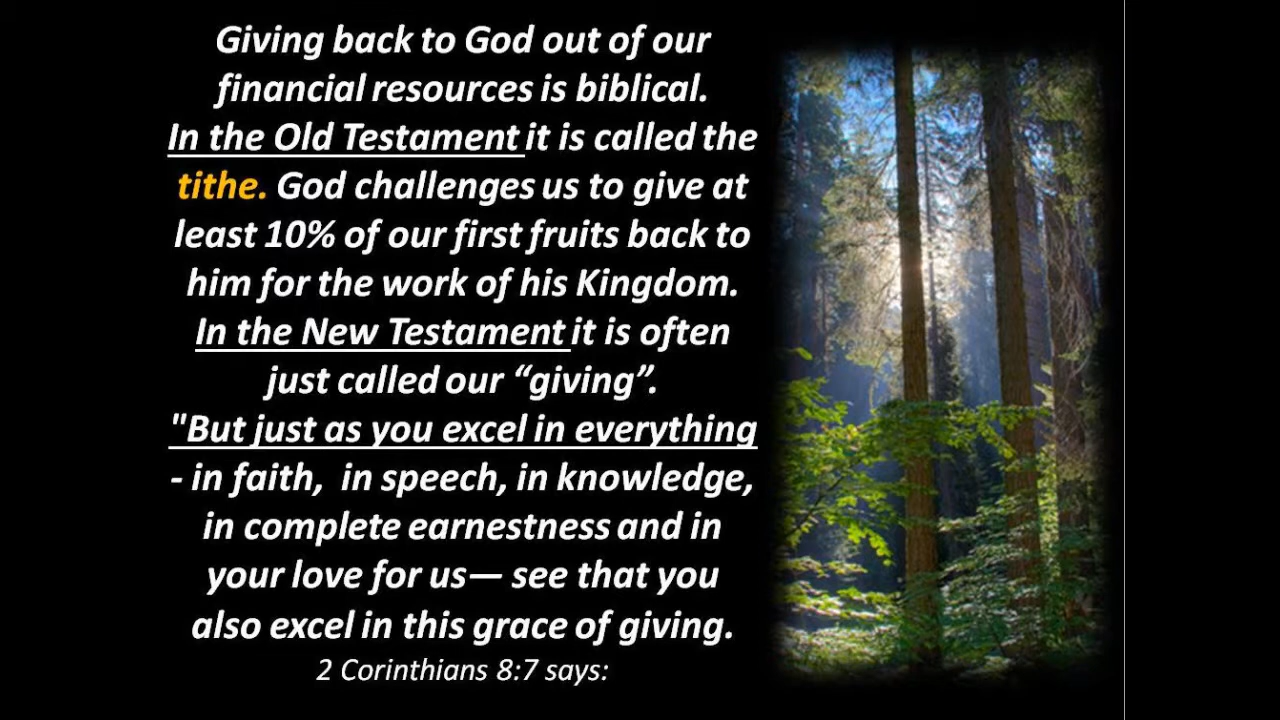 Giving back to God out of our
financial resources is biblical.
In the Old Testament it is called the
tithe. God challenges us to give at
least 10% of our first fruits back to
him for the work of his Kingdom.
In the New Testament it is often
just called our “giving”.
"But just as you excel in everything
- in faith,  in speech, in knowledge,
in complete earnestness and in
your love for us— see that you
also excel in this grace of giving.
2 Corinthians 8:7 says: